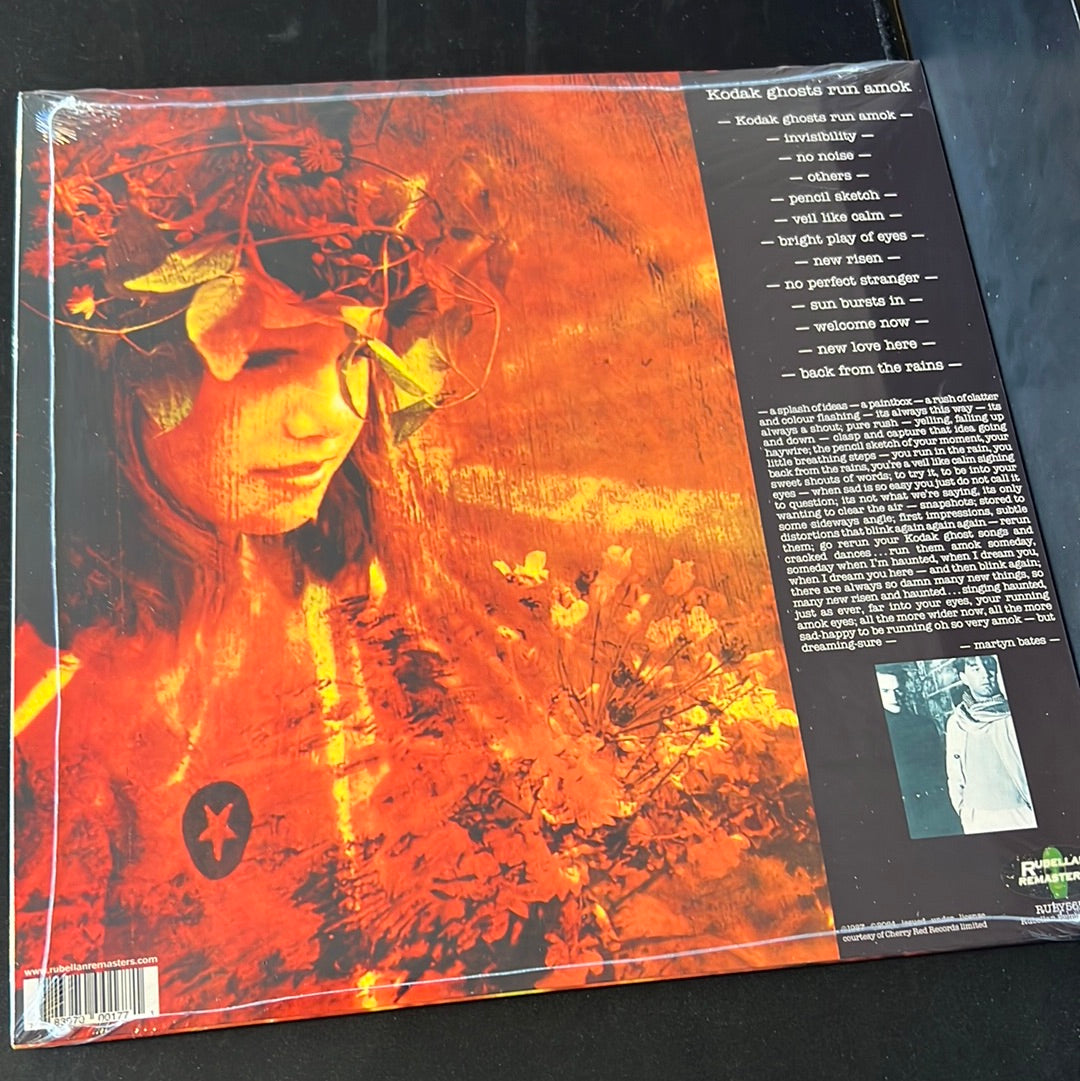 Kodak ghosts run amok
— Kodak ghosts run amok —
— invisibility —
— no noise —
— others —
— pencil sketch —
— veil like calm —
— bright play of eyes —
— new risen —
— no perfect stranger —
— sun bursts in —
— welcome now —
— new love here —
— back from the rains —
— a splash of ideas — a paintbox — a rush of clatter
and colour flashing — its always this way — its
always a shout; pure rush — yelling, falling up
and down — clasp and capture that idea going
haywire; the pencil sketch of your moment, your
little breathing steps — you run in the rain, you
back from the rains, you're a veil like calm sighing
sweet shouts of words; to try it, to be into your
eyes — when sad is so easy you just do not call it
to question; its not what we're saying, its only
wanting to clear the air — snapshots; stored to
some sideways angle; first impressions, subtle
distortions that blink again again again — rerun
them; go rerun your Kodak ghost songs and
cracked dances...run them amok someday,
someday when I'm haunted, when I dream you,
when I dream you here — and then blink again;
there are always so damn many new things, so
many new risen and haunted...singing haunted,
just as ever, far into your eyes, your running
amok eyes; all the more wider now, all the more
sad-happy to be running oh so very amok — but
dreaming-sure —
— martyn bates —
RUBELLAN
REMASTERS
℗1987 ©2024 issued under license
courtesy of Cherry Red Records limited
www.rubellanremasters.com
00177